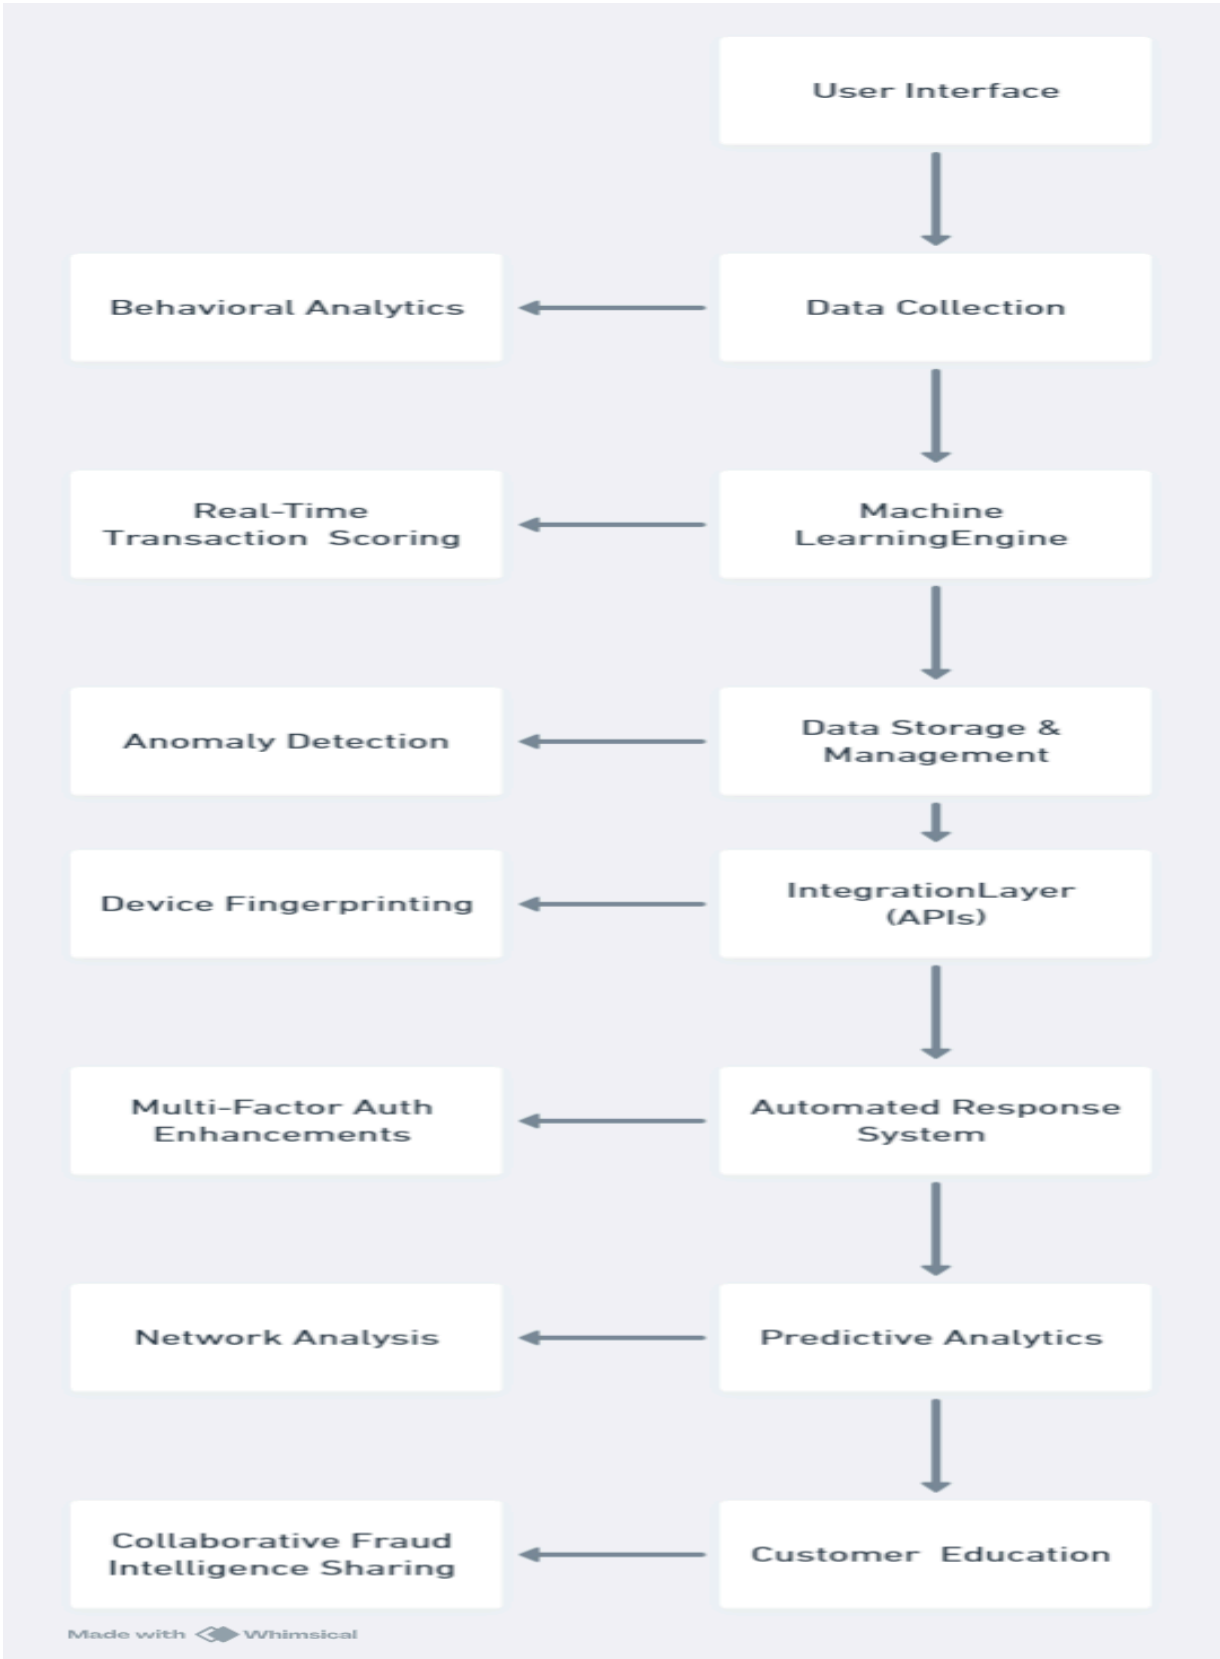 User Interface
Behavioral Analytics
Data Collection
Real-Time
Transaction Scoring
Machine
LearningEngine
Anomaly Detection
Data Storage &
Management
Device Fingerprinting
IntegrationLayer
(APIs)
Multi-Factor Auth
Enhancements
Automated Response
System
Network Analysis
Predictive Analytics
Collaborative Fraud
Intelligence Sharing
Customer Education
Made with Whimsical